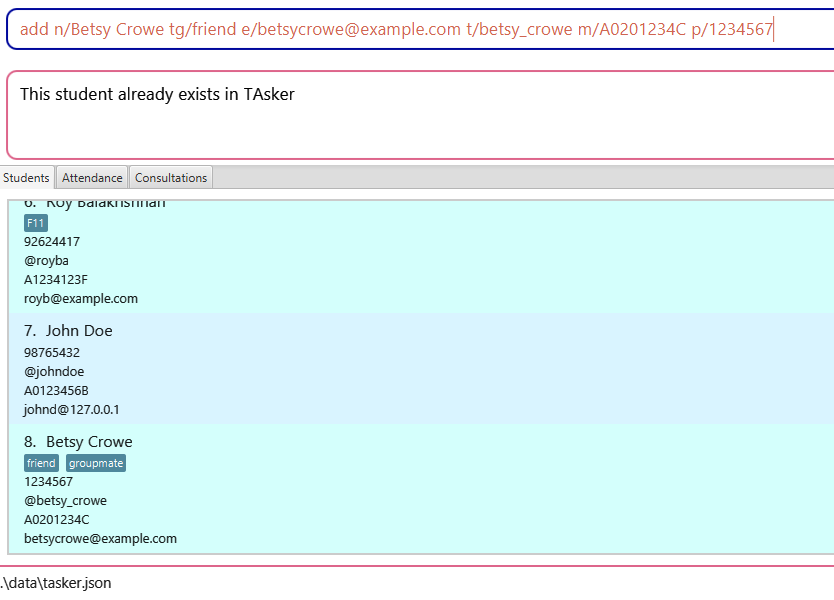 add n/Betsy Crowe tg/friend e/betsycrowe@example.com t/betsy_crowe m/A0201234C p/1234567
This student already exists in TAsker
Students Attendance Consultations
6. Roy Balakrishnan
F11
92624417
@royba
A1234123F
royb@example.com
7. John Doe
98765432
@johndoe
A0123456B
johnd@127.0.0.1
8. Betsy Crowe
friend groupmate
1234567
@betsy_crowe
A0201234C
betsycrowe@example.com
.\data\tasker.json